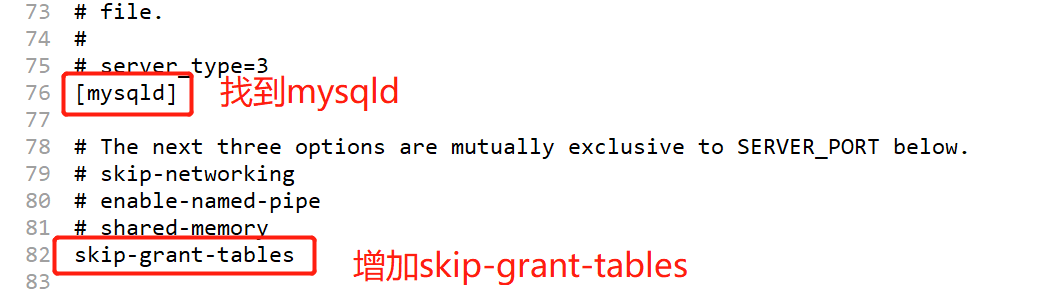 73 # file.
74 #
75 # server_type=3
76 [mysqld] 找到mysqld
77
78 # The next three options are mutually exclusive to SERVER_PORT below.
79 # skip-networking
80 # enable-named-pipe
81 # shared-memory
82 skip-grant-tables
增加skip-grant-tables
83